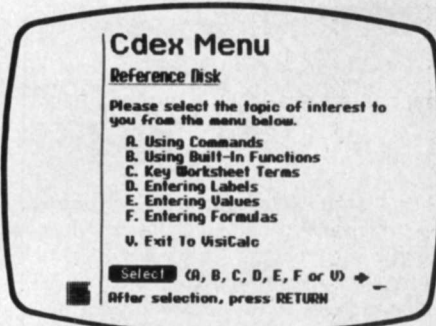 Cdex Menu
Reference Disk
Please select the topic of interest to
you from the menu below.
A. Using Commands
B. Using Built-In Functions
C. Key Worksheet Terms
D. Entering Labels
E. Entering Values
F. Entering Formulas
V. Exit To VisiCalc
Select (A, B, C, D, E, F or V) ➔ _
After selection, press RETURN